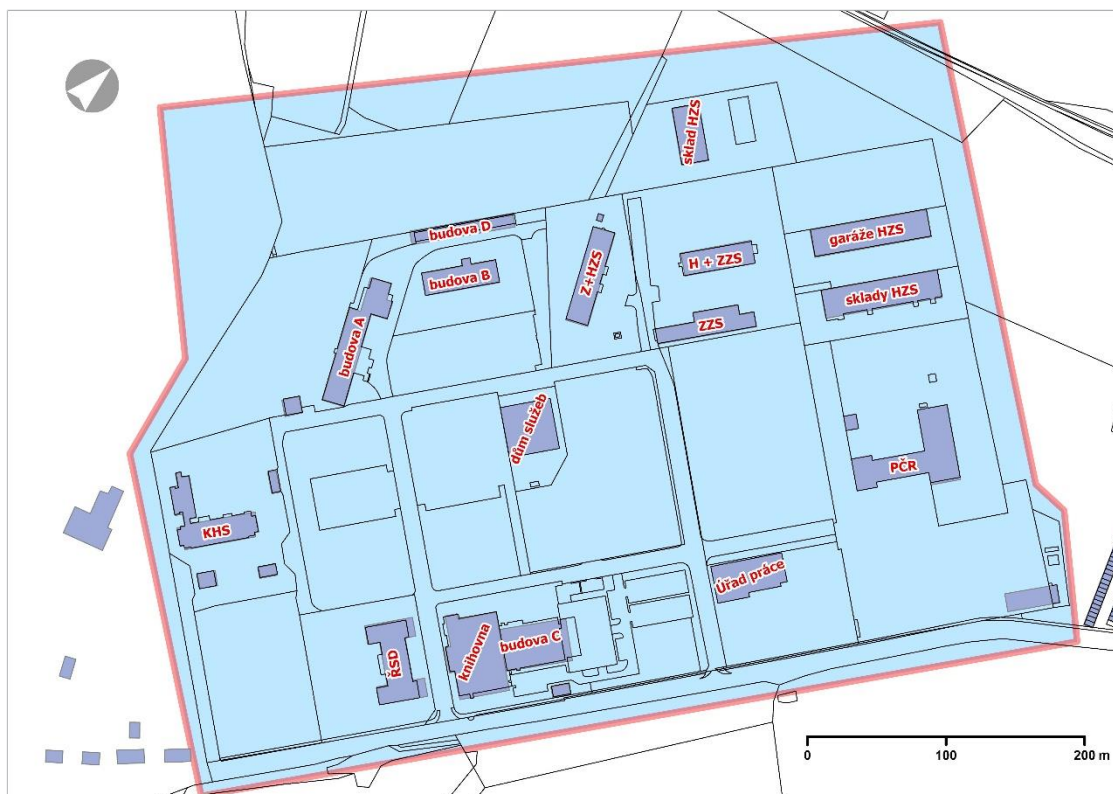 sklad HZS
budova D
garáže HZS
Z+HZS
H + ZZS
budova B
sklady HZS
ZZS
budova A
dům služeb
PČR
KHS
Úřad práce
knihovna
budova C
ŘSD
0
100
200 m